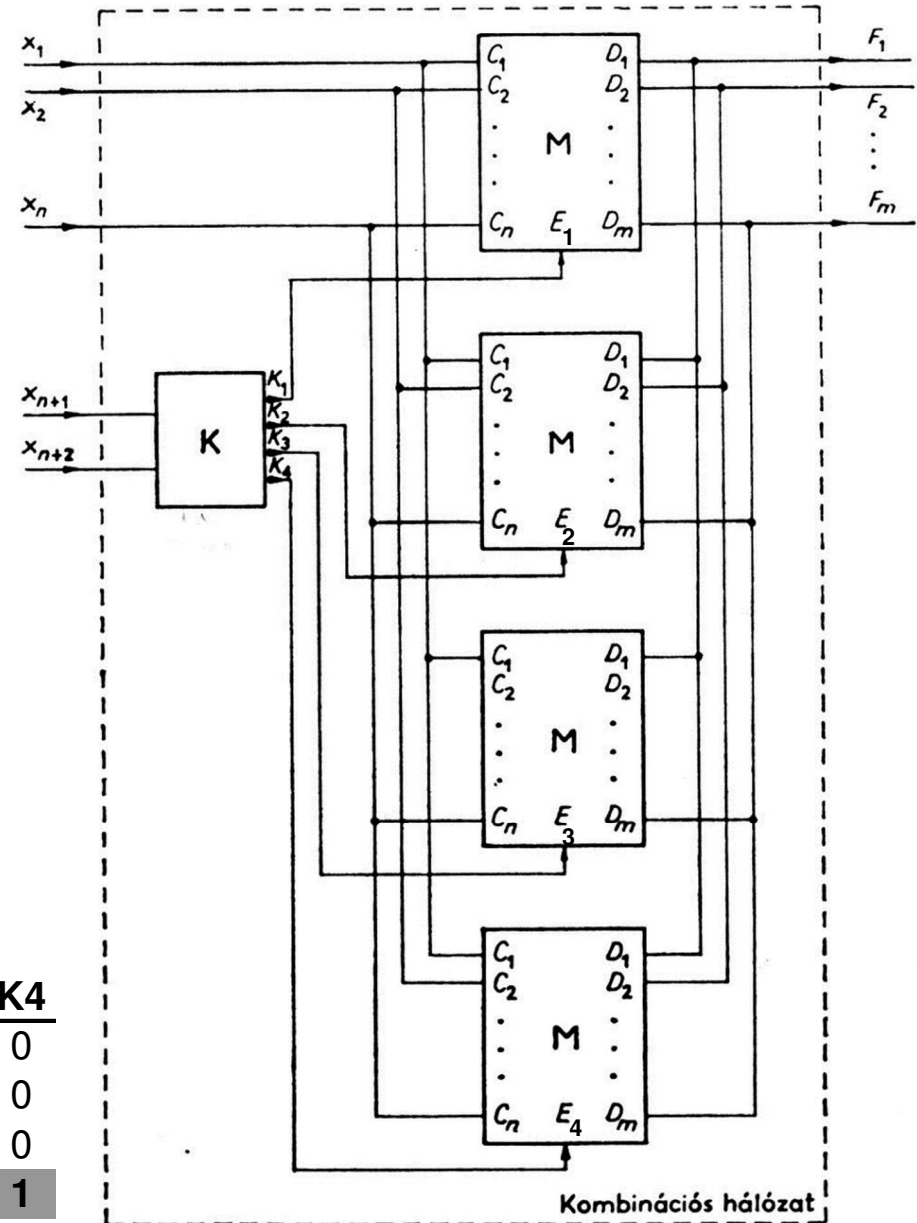 x1 C1 D1 F1
x2 C2 D2 F2
M
xn Cn E1 Dm Fm
C1 D1
K1 C2 D2
xn+1 K2
K K3 M
xn+2 K4
Cn E2 Dm
C1 D1
C2 D2
M
Cn E3 Dm
C1 D1
K4 C2 D2
0
0 M
0 Cn E4 Dm
1
Kombinációs hálózat